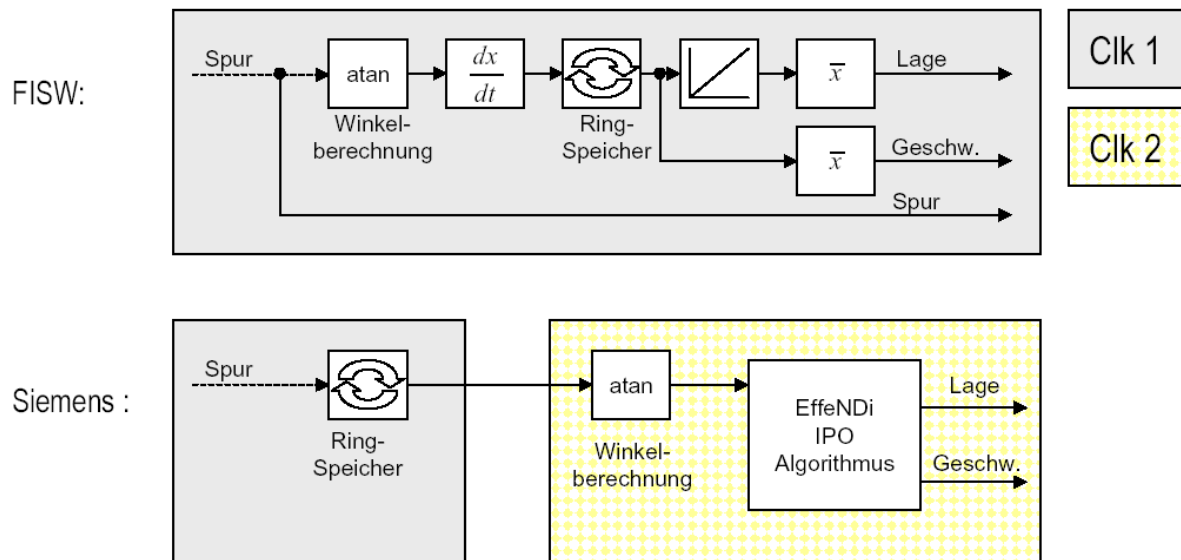 FISW:
Spur
atan
Winkel-
berechnung
dx
dt
Ring-
Speicher
x̅
Lage
x̅
Geschw.
Spur
Clk 1
Clk 2
Siemens :
Spur
Ring-
Speicher
atan
Winkel-
berechnung
EffeNDi
IPO
Algorithmus
Lage
Geschw.